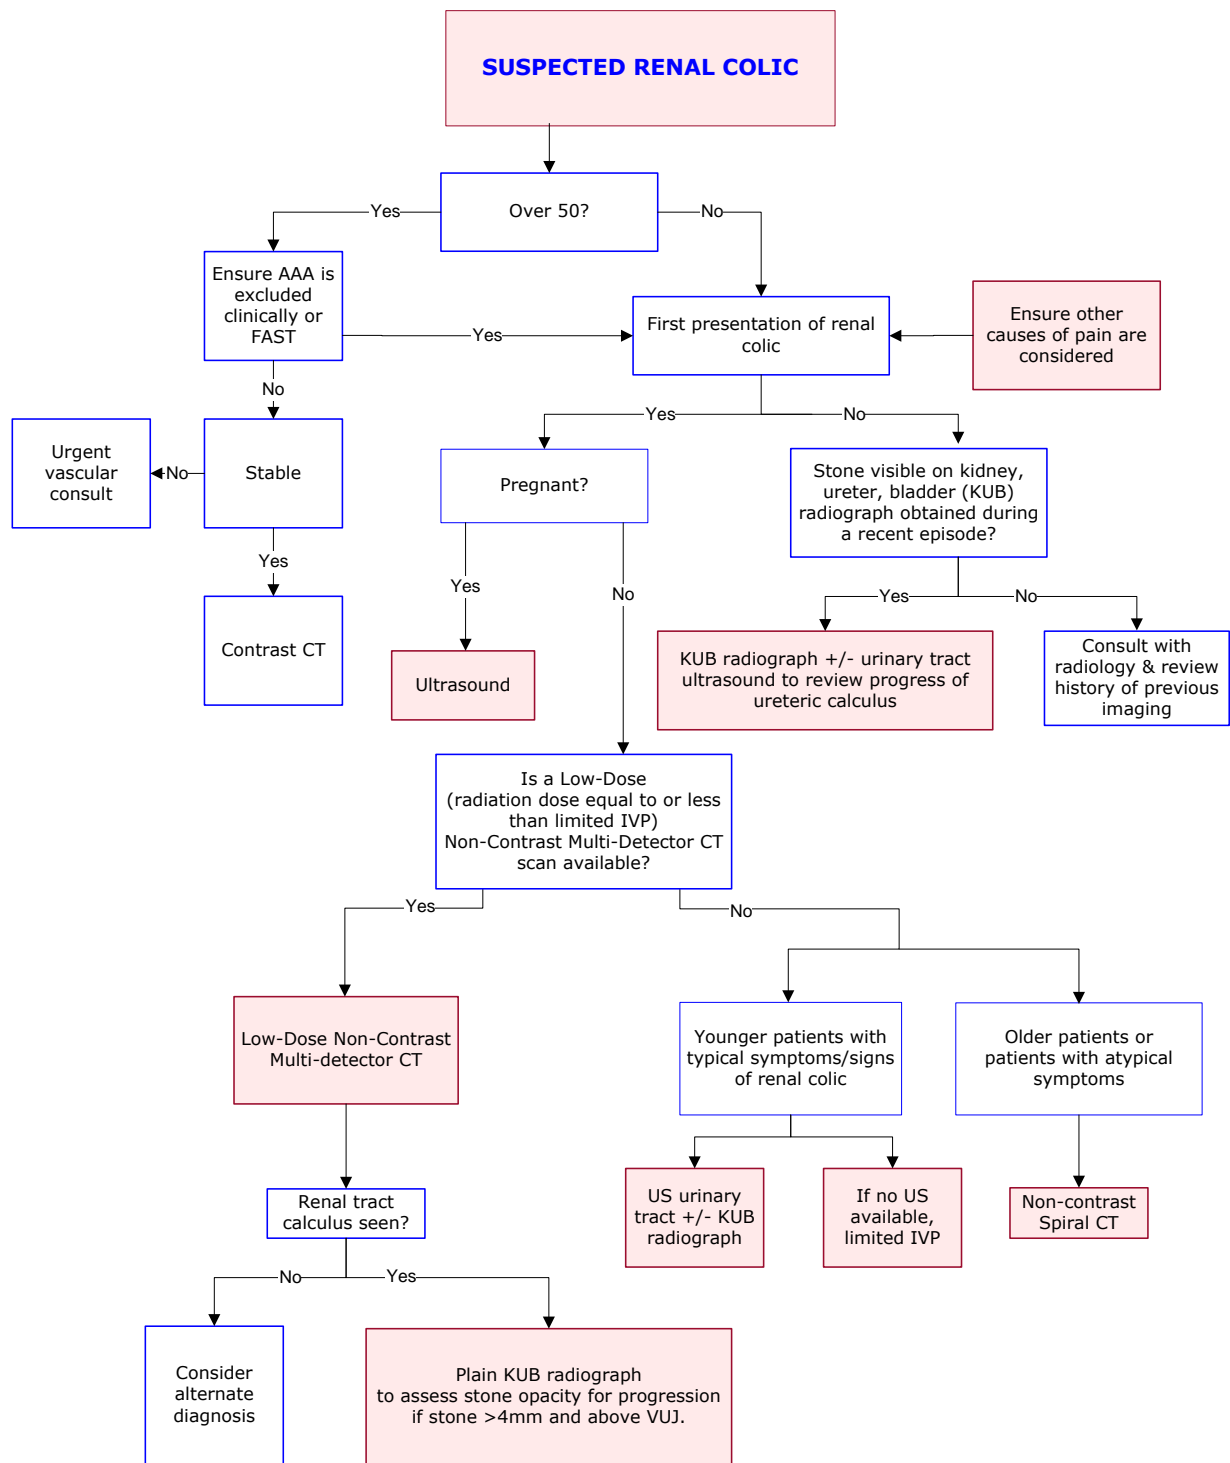 SUSPECTED RENAL COLIC
Over 50?
Yes
No
Ensure AAA is
excluded
clinically or
FAST
Yes
First presentation of renal
colic
Ensure other
causes of pain are
considered
No
Yes
No
Urgent
vascular
consult
No
Stable
Pregnant?
Stone visible on kidney,
ureter, bladder (KUB)
radiograph obtained during
a recent episode?
Yes
Yes
No
Yes
No
Contrast CT
Ultrasound
KUB radiograph +/- urinary tract
ultrasound to review progress of
ureteric calculus
Consult with
radiology & review
history of previous
imaging
Is a Low-Dose
(radiation dose equal to or less
than limited IVP)
Non-Contrast Multi-Detector CT
scan available?
Yes
No
Low-Dose Non-Contrast
Multi-detector CT
Younger patients with
typical symptoms/signs
of renal colic
Older patients or
patients with atypical
symptoms
Renal tract
calculus seen?
US urinary
tract +/- KUB
radiograph
If no US
available,
limited IVP
Non-contrast
Spiral CT
No
Yes
Consider
alternate
diagnosis
Plain KUB radiograph
to assess stone opacity for progression
if stone >4mm and above VUJ.